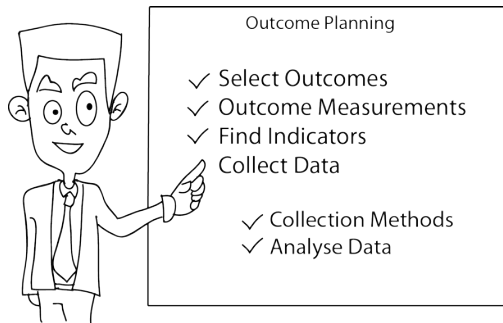 Outcome Planning
✓ Select Outcomes
✓ Outcome Measurements
✓ Find Indicators
Collect Data
✓ Collection Methods
✓ Analyse Data